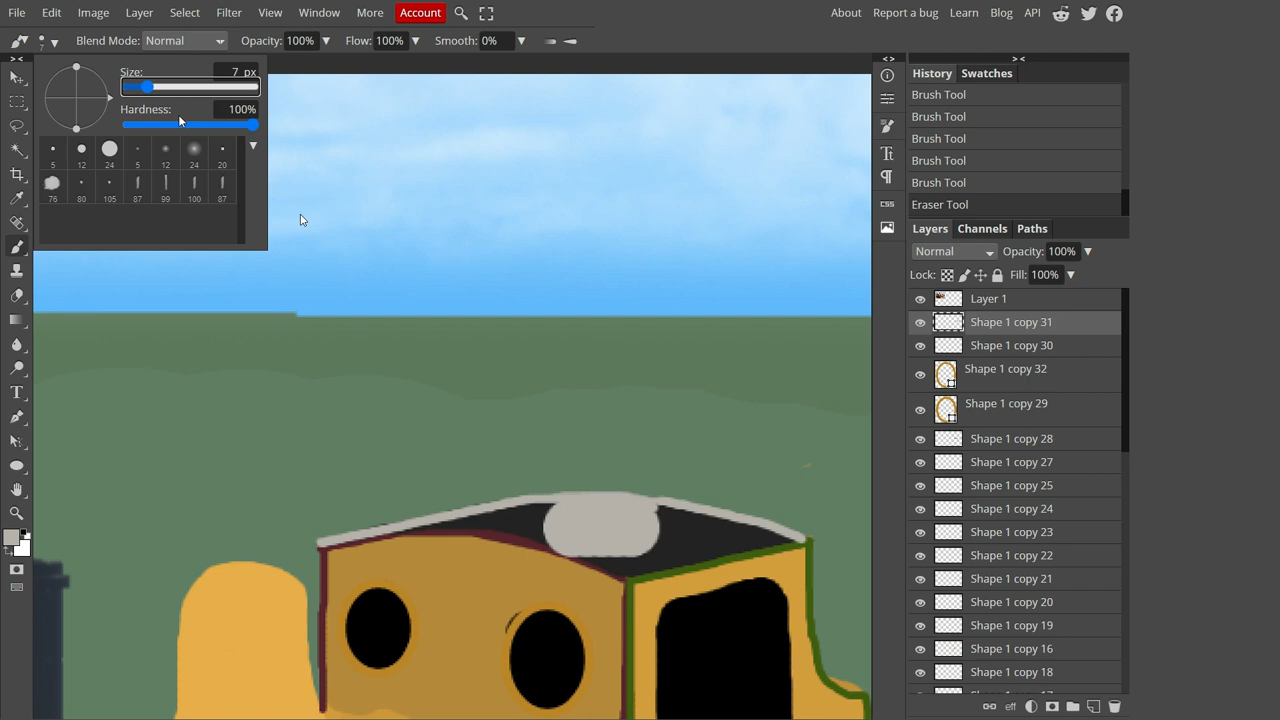 File Edit Image Layer Select Filter View Window More Account About Report a bug Learn Blog API
7 Blend Mode: Normal Opacity: 100% Flow: 100% Smooth: 0%
Size: 7 px
Hardness: 100%
5 12 24 5 12 24 20
76 80 105 87 99 100 87
History Swatches
Brush Tool
Brush Tool
Brush Tool
Brush Tool
Brush Tool
Eraser Tool
Layers Channels Paths
Normal Opacity: 100%
Lock: Fill: 100%
Layer 1
Shape 1 copy 31
Shape 1 copy 30
Shape 1 copy 32
Shape 1 copy 29
Shape 1 copy 28
Shape 1 copy 27
Shape 1 copy 25
Shape 1 copy 24
Shape 1 copy 23
Shape 1 copy 22
Shape 1 copy 21
Shape 1 copy 20
Shape 1 copy 19
Shape 1 copy 16
Shape 1 copy 18
eff
CSS